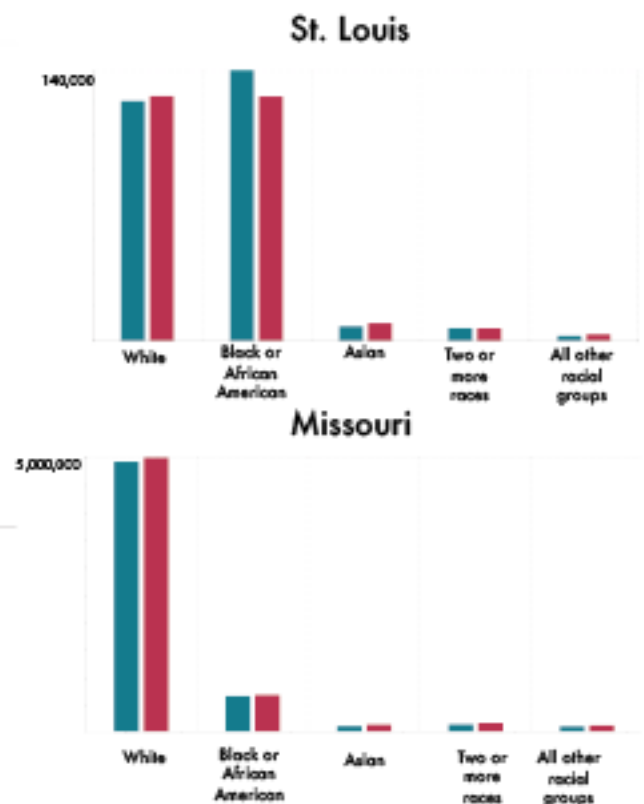 St. Louis
140,000
White
Black or
African
American
Asian
Two or
more
races
All other
racial
groups
Missouri
5,000,000
White
Black or
African
American
Asian
Two or
more
races
All other
racial
groups